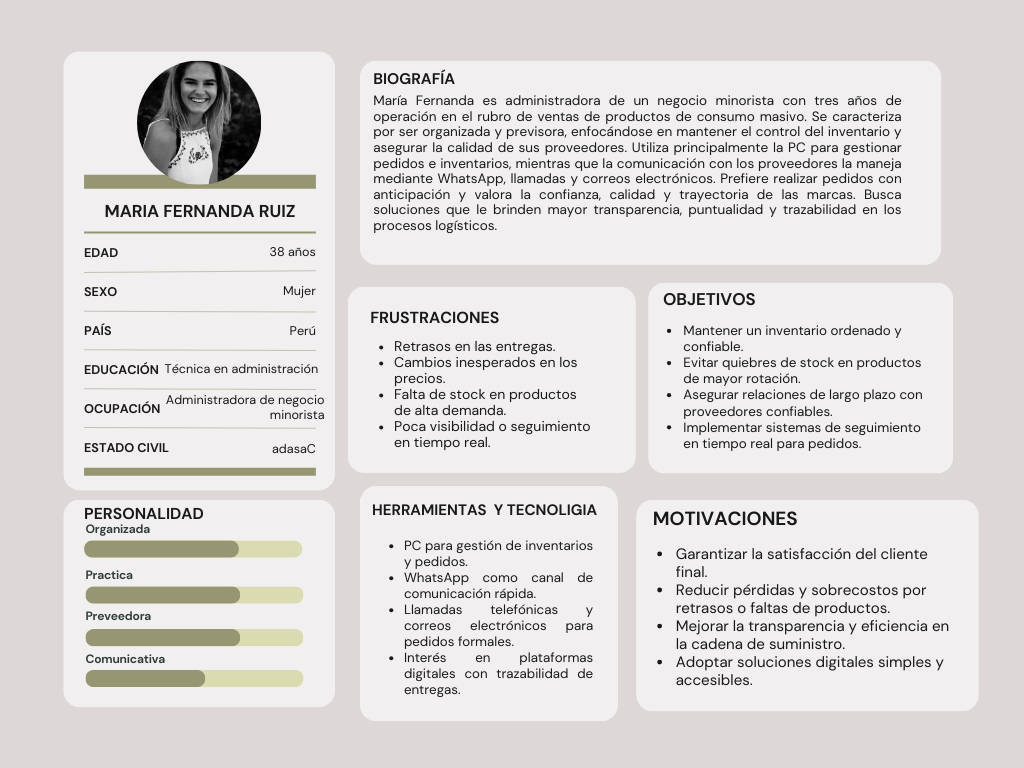 MARIA FERNANDA RUIZ
EDAD 38 años
SEXO Mujer
PAÍS Perú
EDUCACIÓN Técnica en administración
OCUPACIÓN Administradora de negocio
minorista
ESTADO CIVIL adasaC
PERSONALIDAD
Organizada
Practica
Preveedora
Comunicativa
BIOGRAFÍA
María Fernanda es administradora de un negocio minorista con tres años de
operación en el rubro de ventas de productos de consumo masivo. Se caracteriza
por ser organizada y previsora, enfocándose en mantener el control del inventario y
asegurar la calidad de sus proveedores. Utiliza principalmente la PC para gestionar
pedidos e inventarios, mientras que la comunicación con los proveedores la maneja
mediante WhatsApp, llamadas y correos electrónicos. Prefiere realizar pedidos con
anticipación y valora la confianza, calidad y trayectoria de las marcas. Busca
soluciones que le brinden mayor transparencia, puntualidad y trazabilidad en los
procesos logísticos.
FRUSTRACIONES
• Retrasos en las entregas.
• Cambios inesperados en los
precios.
• Falta de stock en productos
de alta demanda.
• Poca visibilidad o seguimiento
en tiempo real.
OBJETIVOS
• Mantener un inventario ordenado y
confiable.
• Evitar quiebres de stock en productos
de mayor rotación.
• Asegurar relaciones de largo plazo con
proveedores confiables.
• Implementar sistemas de seguimiento
en tiempo real para pedidos.
HERRAMIENTAS Y TECNOLIGIA
• PC para gestión de inventarios
y pedidos.
• WhatsApp como canal de
comunicación rápida.
• Llamadas telefónicas y
correos electrónicos para
pedidos formales.
• Interés en plataformas
digitales con trazabilidad de
entregas.
MOTIVACIONES
• Garantizar la satisfacción del cliente
final.
• Reducir pérdidas y sobrecostos por
retrasos o faltas de productos.
• Mejorar la transparencia y eficiencia en
la cadena de suministro.
• Adoptar soluciones digitales simples y
accesibles.